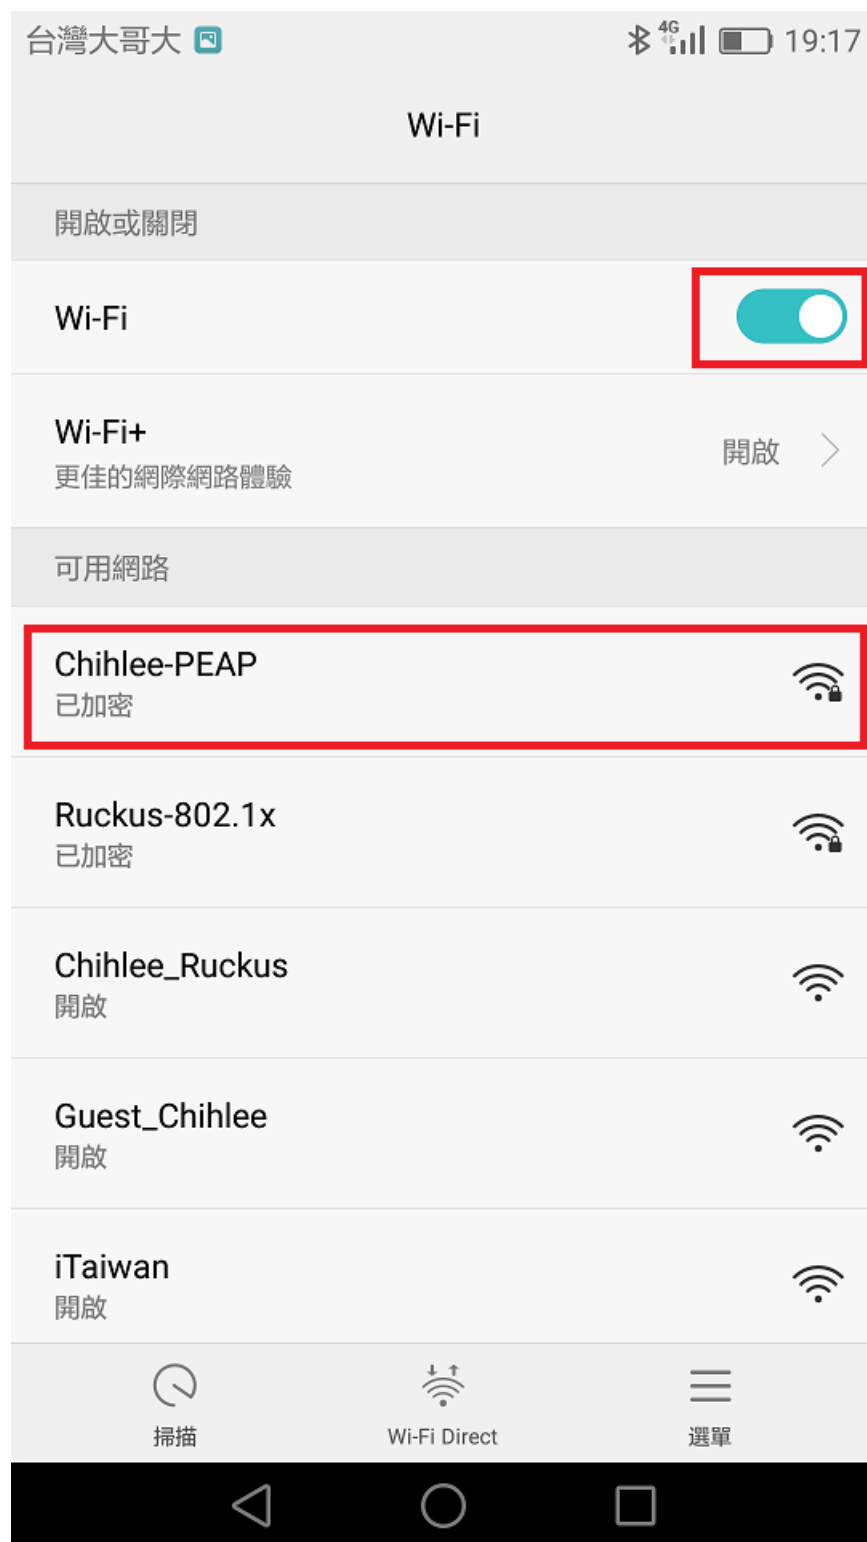 台灣大哥大 4G 19:17
Wi-Fi
開啟或關閉
Wi-Fi
Wi-Fi+
更佳的網際網路體驗
開啟
可用網路
Chihlee-PEAP
已加密
Ruckus-802.1x
已加密
Chihlee_Ruckus
開啟
Guest_Chihlee
開啟
iTaiwan
開啟
掃描 Wi-Fi Direct 選單